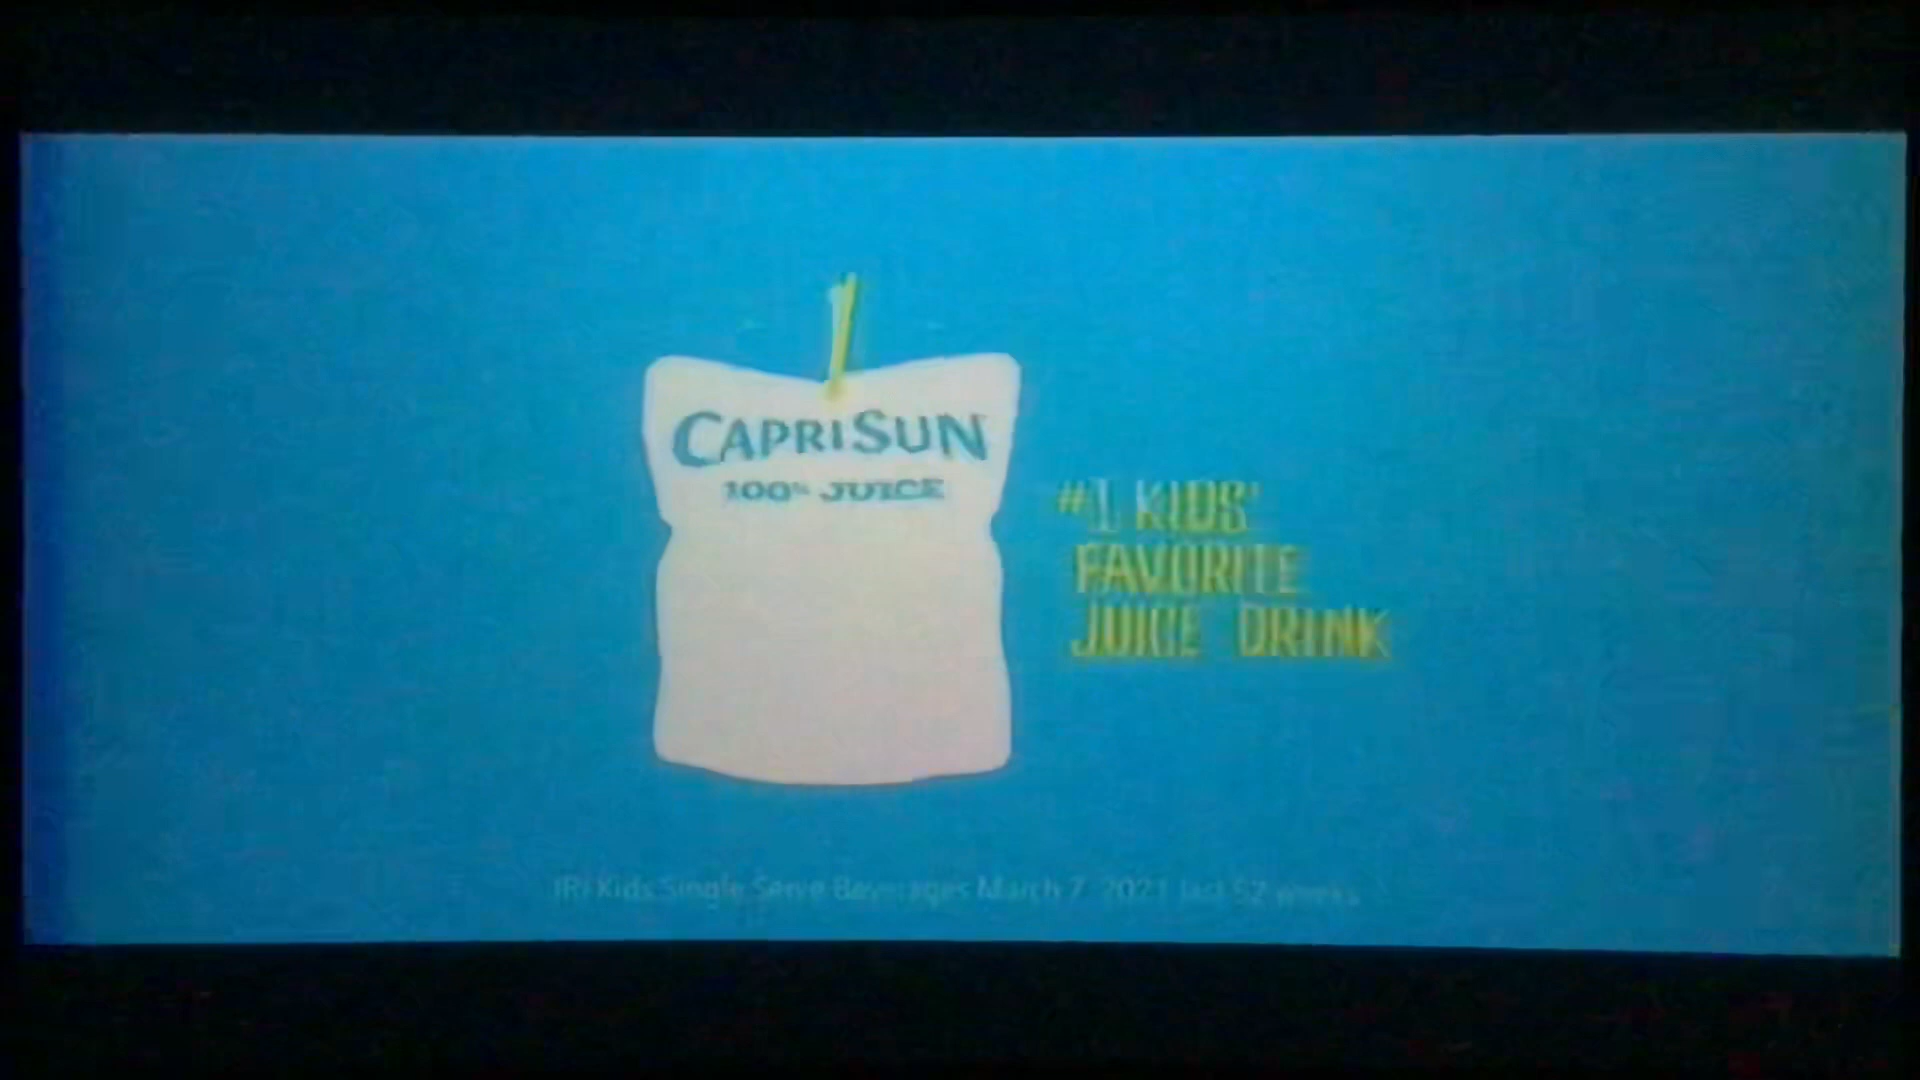 CAPRISUN
100% JUICE
#1 KIDS'
FAVORITE
JUICE DRINK
IRI Kids Single Serve Beverages March 7, 2021 last 52 weeks